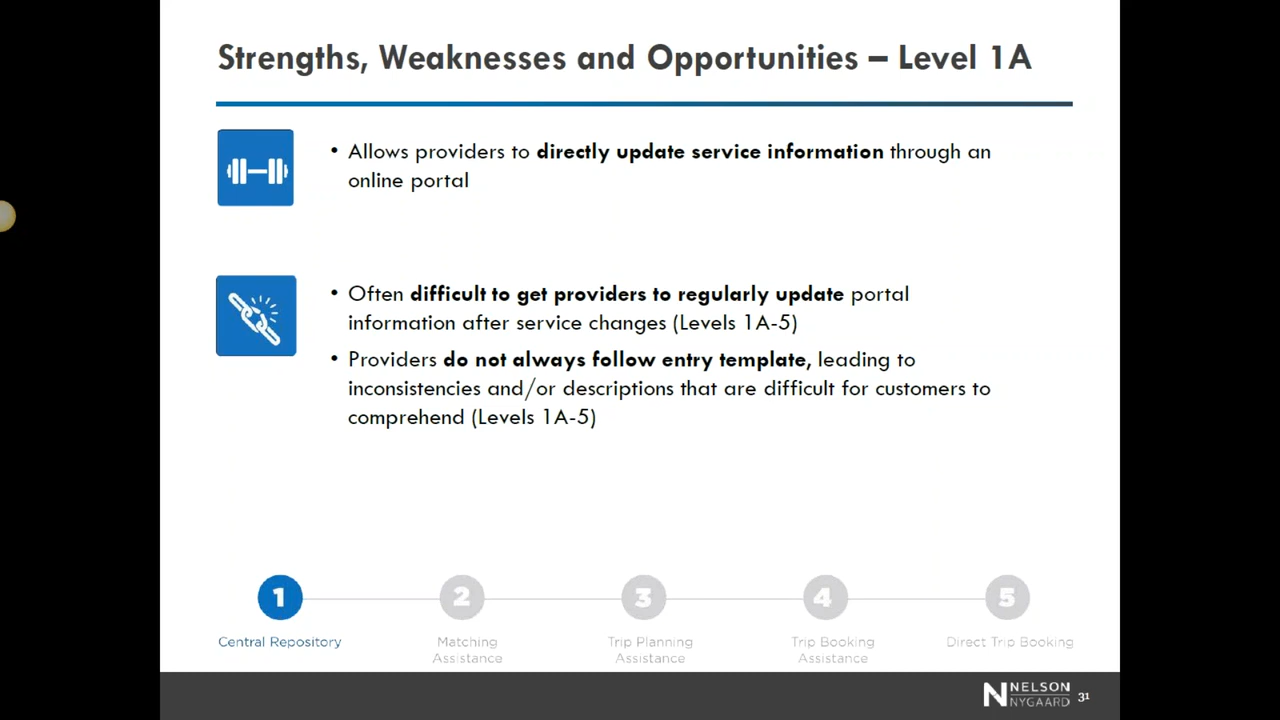 Strengths, Weaknesses and Opportunities – Level 1A
• Allows providers to directly update service information through an
online portal
• Often difficult to get providers to regularly update portal
information after service changes (Levels 1A-5)
• Providers do not always follow entry template, leading to
inconsistencies and/or descriptions that are difficult for customers to
comprehend (Levels 1A-5)
1
Central Repository
2
Matching
Assistance
3
Trip Planning
Assistance
4
Trip Booking
Assistance
5
Direct Trip Booking
N NELSON
NYGAARD
31